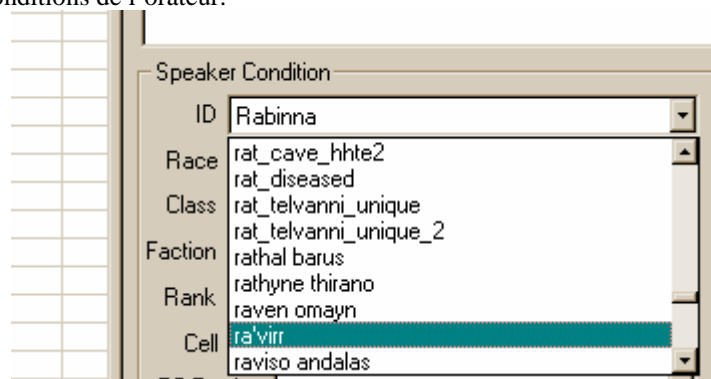 onditions de l'orateur.
Speaker Condition
ID Rabinna
Race rat_cave_hhte2
rat_diseased
Class rat_telvanni_unique
rat_telvanni_unique_2
Faction rathal barus
rathyne thirano
Rank raven omayn
Cell ra'virr
raviso andalas